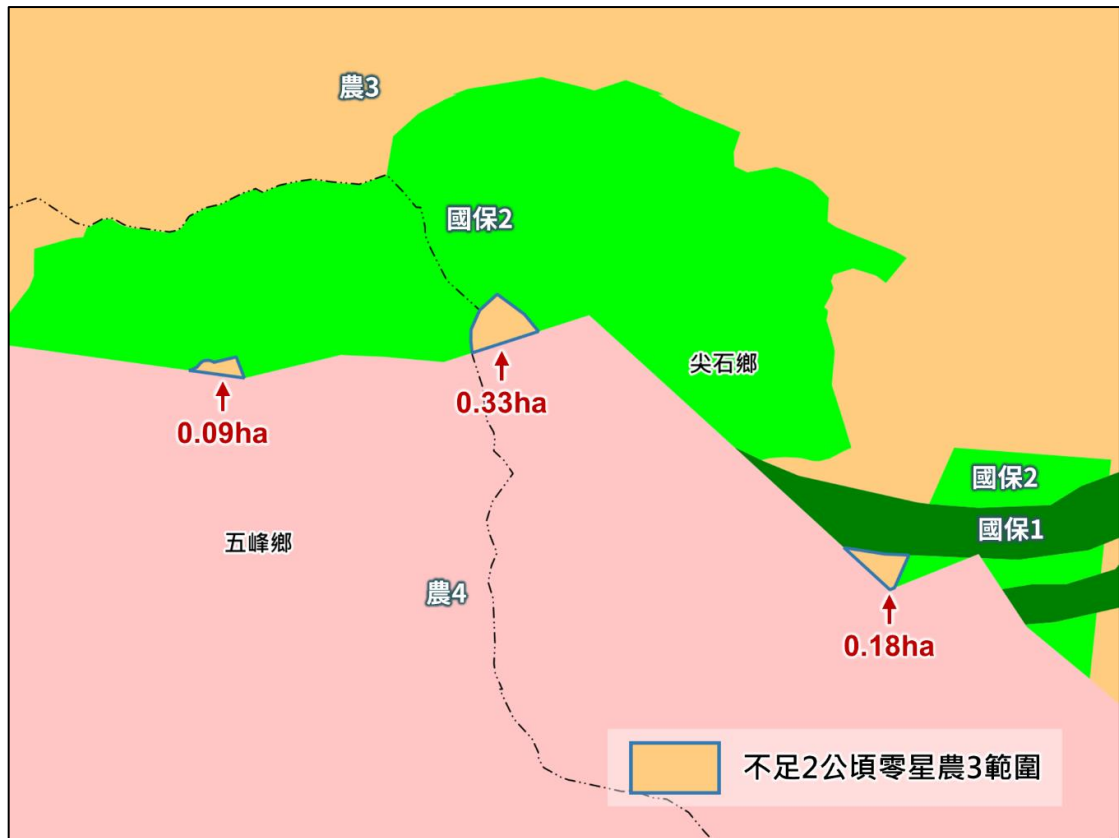 農3
國保2
尖石鄉
0.09ha
0.33ha
國保2
國保1
五峰鄉
農4
0.18ha
不足2公頃零星農3範圍